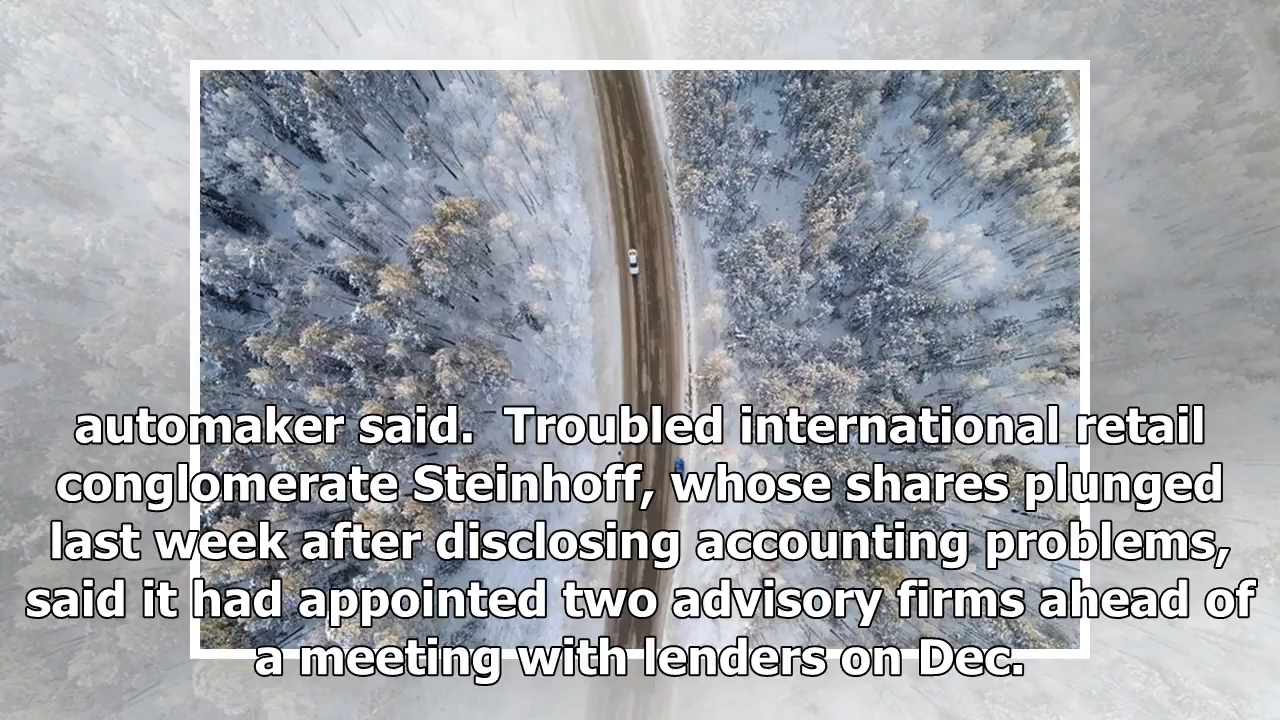 automaker said.  Troubled international retail
conglomerate Steinhoff, whose shares plunged
last week after disclosing accounting problems,
said it had appointed two advisory firms ahead of
a meeting with lenders on Dec.